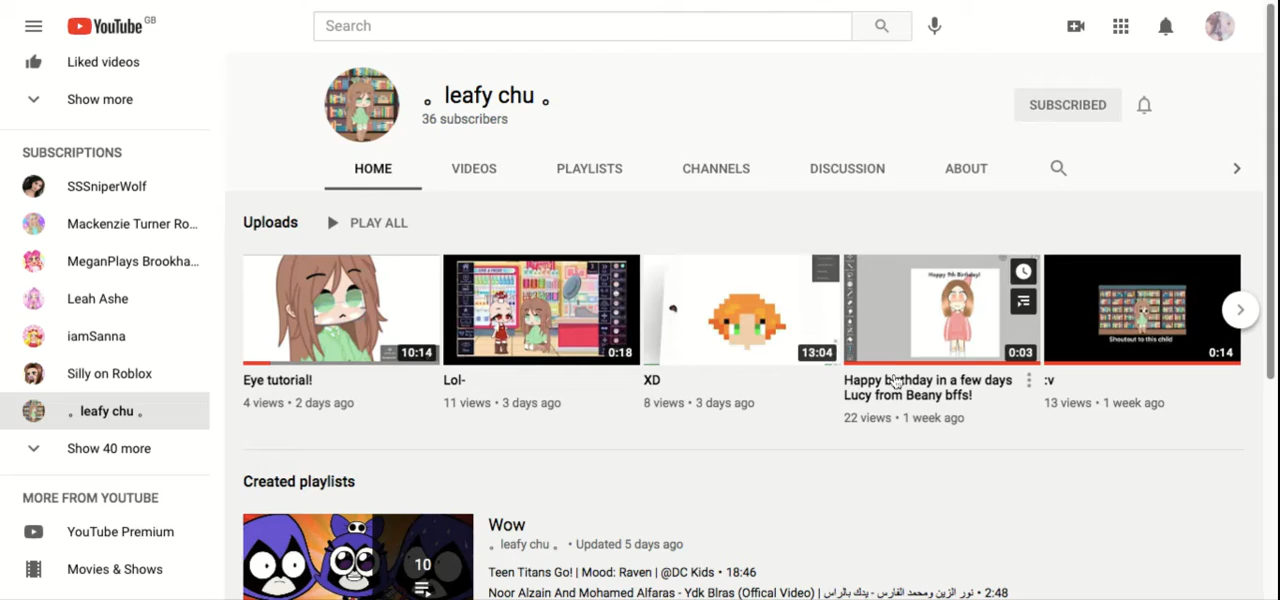 YouTube GB
Search
Liked videos
Show more
SUBSCRIPTIONS
SSSniperWolf
Mackenzie Turner Ro...
MeganPlays Brookha...
Leah Ashe
iamSanna
Silly on Roblox
。leafy chu 。
Show 40 more
MORE FROM YOUTUBE
YouTube Premium
Movies & Shows
。leafy chu 。
36 subscribers
SUBSCRIBED
HOME VIDEOS PLAYLISTS CHANNELS DISCUSSION ABOUT
Uploads PLAY ALL
10:14
Eye tutorial!
4 views • 2 days ago
0:18
Lol-
11 views • 3 days ago
13:04
XD
8 views • 3 days ago
Happy 9th Birthday!
0:03
Happy birthday in a few days
Lucy from Beany bffs!
22 views • 1 week ago
Shoutout to this child
0:14
:v
13 views • 1 week ago
Created playlists
10
Wow
。leafy chu 。 • Updated 5 days ago
Teen Titans Go! | Mood: Raven | @DC Kids • 18:46
Noor Alzain And Mohamed Alfaras - Ydk Blras (Offical Video) | نور الزين ومحمد الفارس - يدك بالراس • 2:48